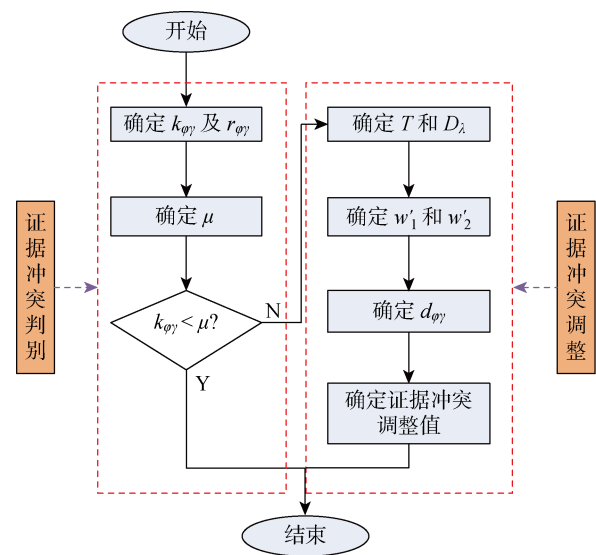 开始
确定 kφγ 及 rφγ
确定 μ
kφγ < μ?
N
Y
证据冲突判别
确定 T 和 Dλ
确定 w′1 和 w′2
确定 dφγ
确定证据冲突
调整值
证据冲突调整
结束